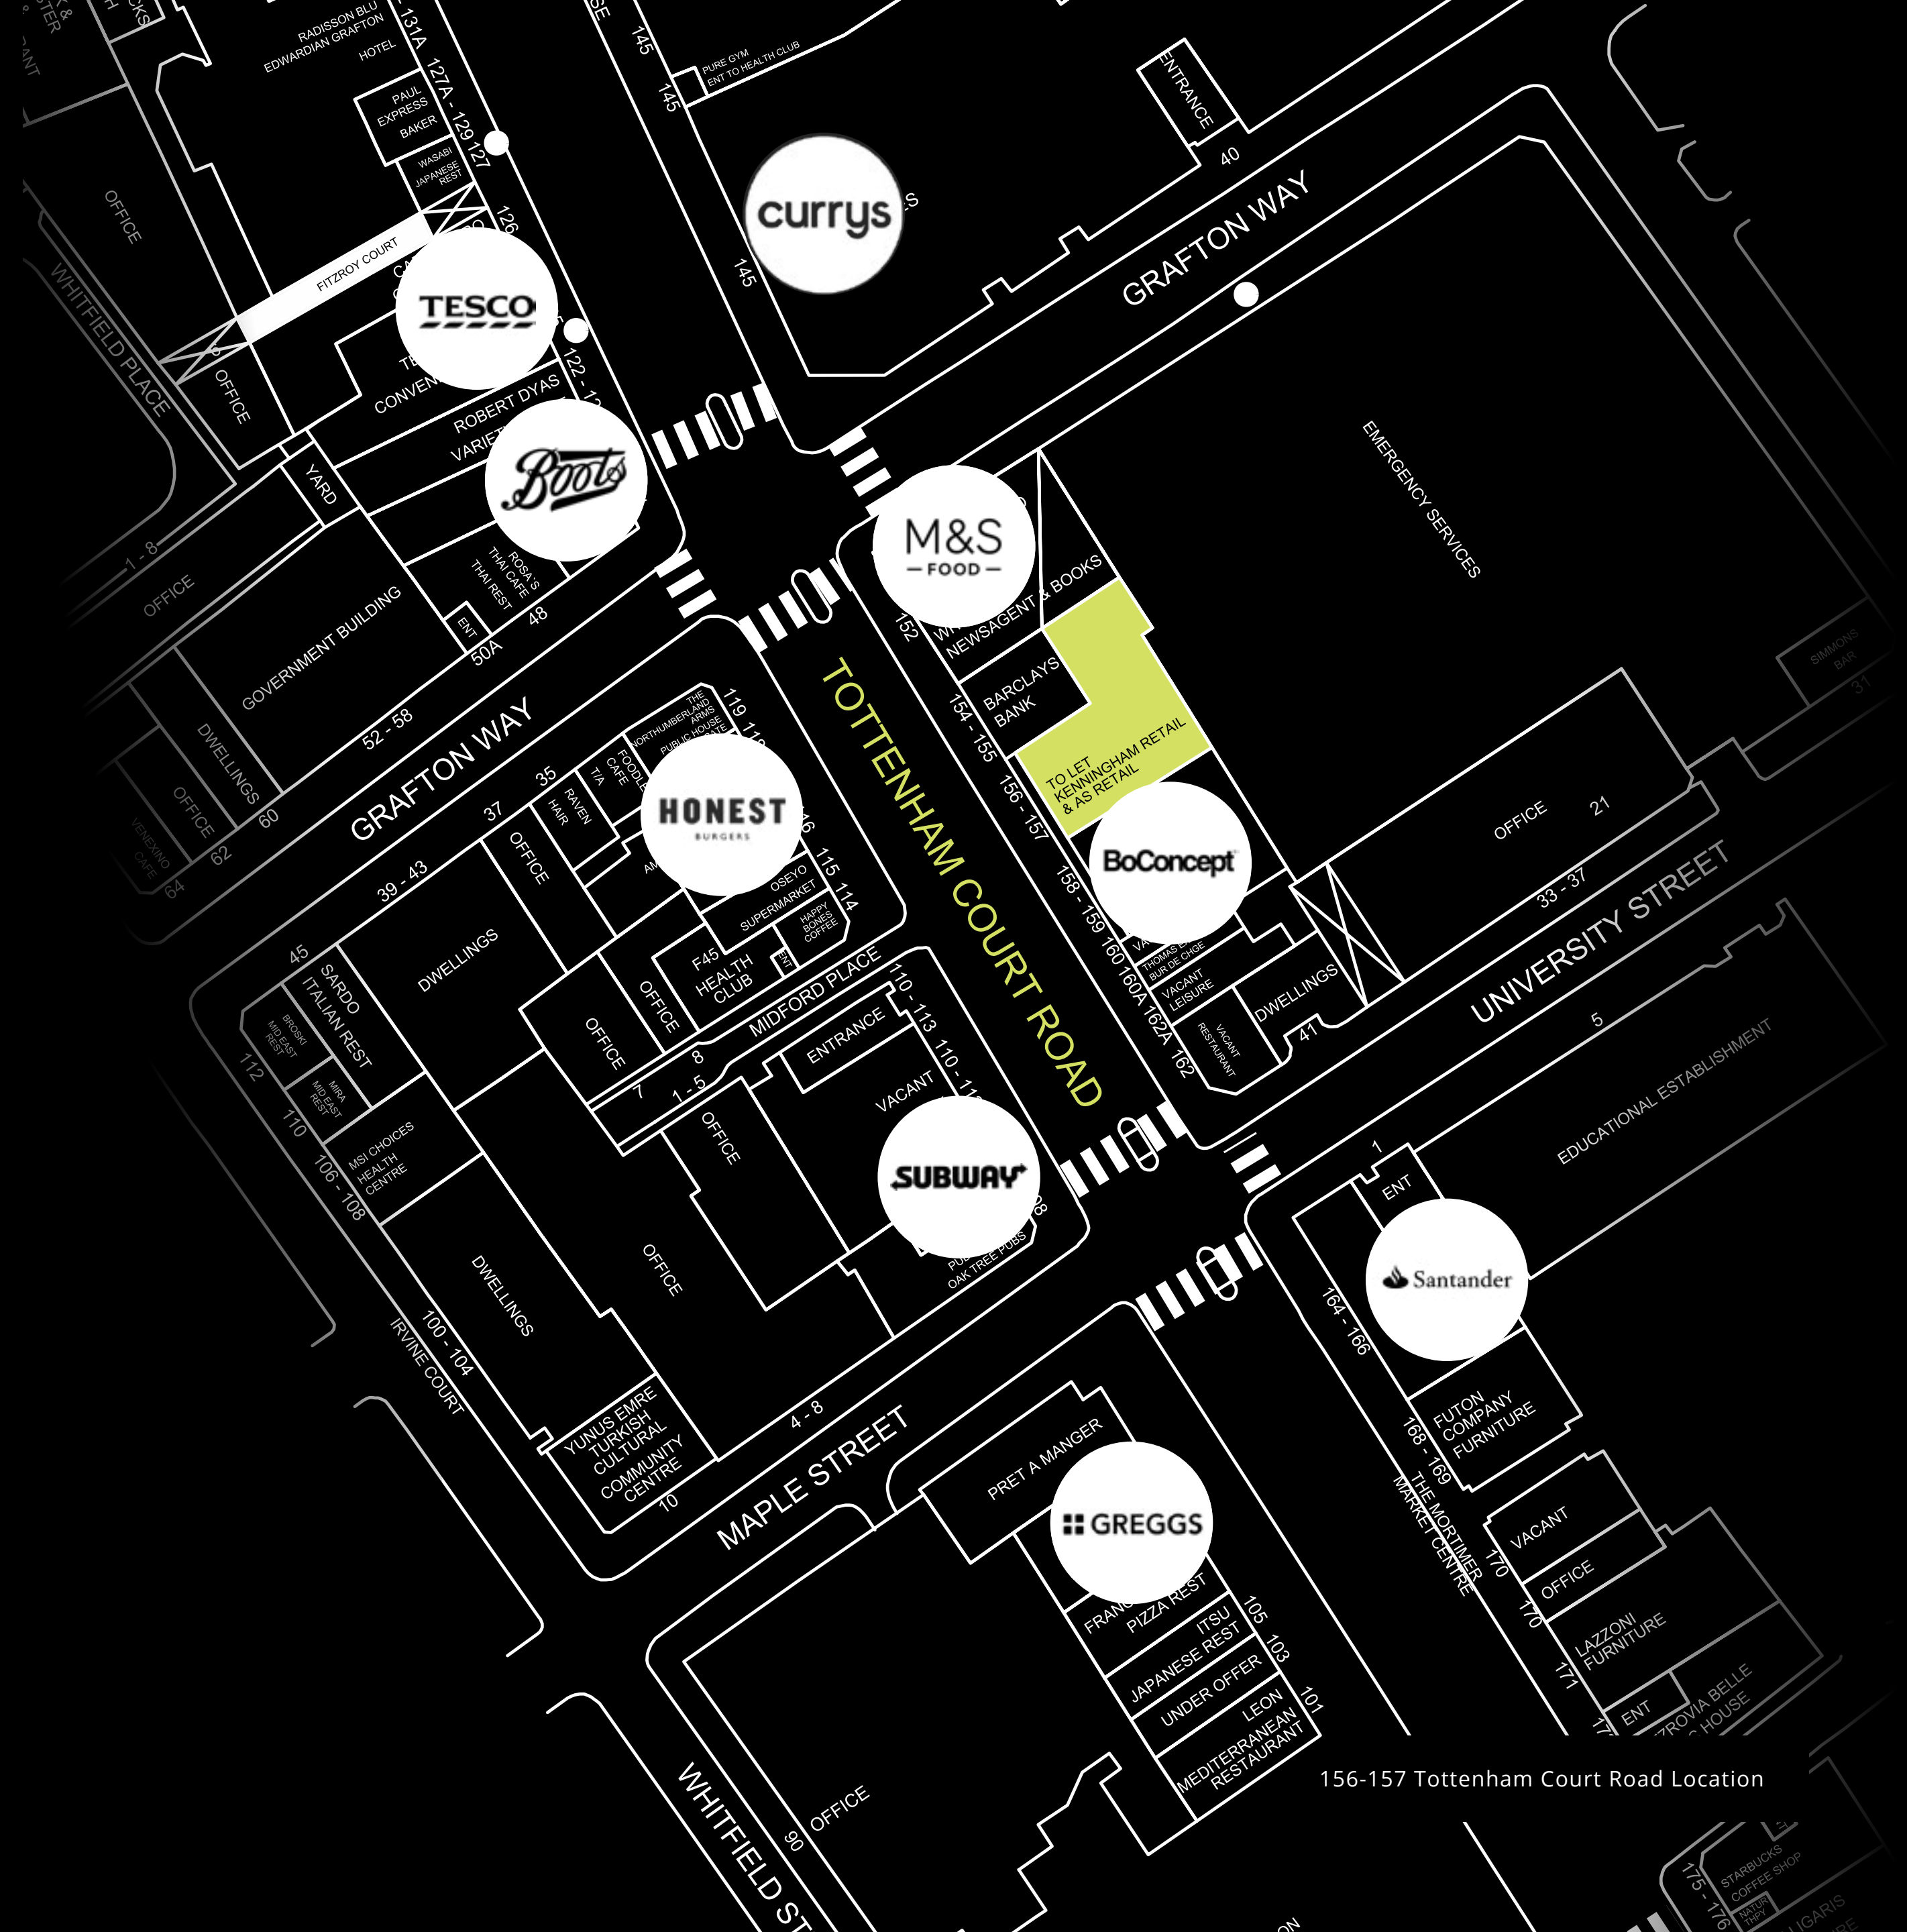 RADISSON BLU
EDWARDIAN GRAFTON
HOTEL
131A
127A - 129
127
PAUL
EXPRESS
BAKER
WASABI
JAPANESE
REST
126
FITZROY COURT
OFFICE
WHITFIELD PLACE
OFFICE
TESCO
122 - 12
ROBERT DYAS
Boots
YARD
1 - 8
OFFICE
145
145
145
PURE GYM
ENT TO HEALTH CLUB
currys
ENTRANCE
40
GRAFTON WAY
EMERGENCY SERVICES
M&S
FOOD
NEWSAGENT & BOOKS
152
BARCLAYS
BANK
154 - 155
TO LET
KENNINGHAM RETAIL
& AS RETAIL
156 - 157
BoConcept
158 - 159
160
160A
162A
162
BUR DE CHGE
VACANT
LEISURE
VACANT
RESTAURANT
DWELLINGS
41
OFFICE
21
33 - 37
SIMMONS
BAR
31
UNIVERSITY STREET
5
EDUCATIONAL ESTABLISHMENT
TOTTENHAM COURT ROAD
ROSA'S
THAI CAFE
THAI REST
ENT
48
50A
GOVERNMENT BUILDING
52 - 58
DWELLINGS
OFFICE
VENEXINO
CAFE
60
62
64
GRAFTON WAY
THE
NORTHUMBERLAND
ARMS
PUBLIC HOUSE
119
FOODLE
CAFE
T/A
RAVEN
HAIR
35
37
39 - 43
45
OFFICE
HONEST
BURGERS
115
114
OSEYO
SUPERMARKET
HAPPY
BONES
COFFEE
ENT
F45
HEALTH
CLUB
OFFICE
OFFICE
DWELLINGS
SARDO
ITALIAN REST
BROSKI
MID EAST
REST
MIRA
MID EAST
REST
112
110
106 - 108
MSI CHOICES
HEALTH
CENTRE
MIDFORD PLACE
7
8
1 - 5
ENTRANCE
110 - 113
VACANT
OFFICE
SUBWAY
OAK TREE PUBS
OFFICE
DWELLINGS
100 - 104
IRVINE COURT
YUNUS EMRE
TURKISH
CULTURAL
COMMUNITY
CENTRE
10
4 - 8
MAPLE STREET
1
ENT
Santander
164 - 166
FUTON
COMPANY
FURNITURE
168 - 169
THE MORTIMER
MARKET CENTRE
VACANT
170
OFFICE
170
LAZZONI
FURNITURE
171
ENT
PRET A MANGER
GREGGS
PIZZA REST
ITSU
JAPANESE REST
105
UNDER OFFER
103
LEON
MEDITERRANEAN
RESTAURANT
101
156-157 Tottenham Court Road Location
OFFICE
90
WHITFIELD ST
STARBUCKS
COFFEE SHOP
175 - 176